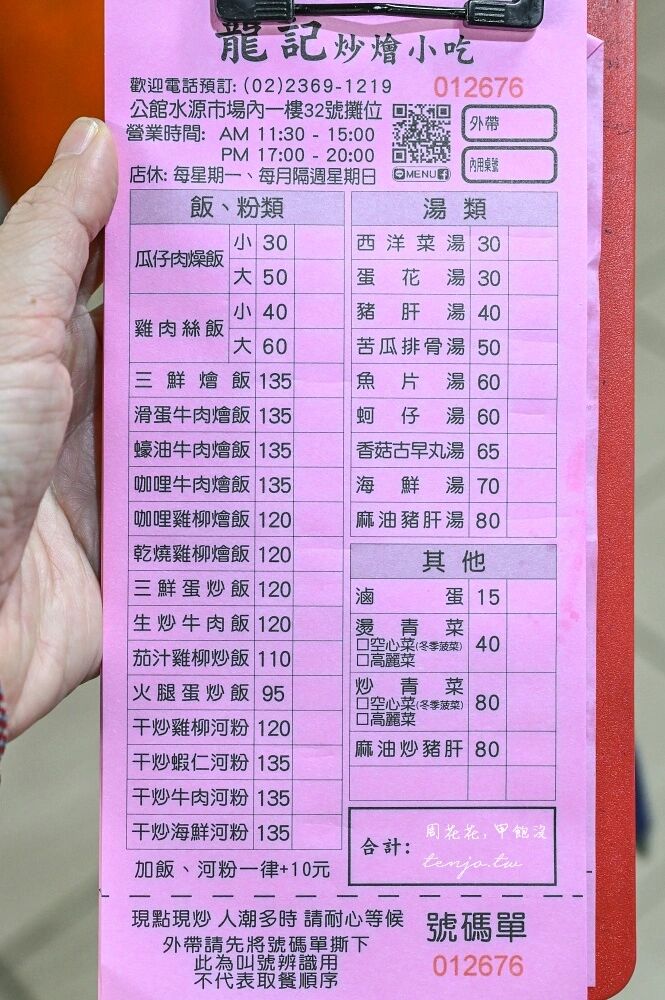 龍記炒燴小吃
歡迎電話預訂:(02)2369-1219 012676
公館水源市場內一樓32號攤位
營業時間: AM 11:30 - 15:00
PM 17:00 - 20:00
店休: 每星期一、每月隔週星期日
MENU
外帶
內用桌號
飯、粉類
瓜仔肉燥飯 小 30
大 50
雞肉絲飯 小 40
大 60
三鮮燴飯 135
滑蛋牛肉燴飯 135
蠔油牛肉燴飯 135
咖哩牛肉燴飯 135
咖哩雞柳燴飯 120
乾燒雞柳燴飯 120
三鮮蛋炒飯 120
生炒牛肉飯 120
茄汁雞柳炒飯 110
火腿蛋炒飯 95
干炒雞柳河粉 120
干炒蝦仁河粉 135
干炒牛肉河粉 135
干炒海鮮河粉 135
加飯、河粉一律+10元
湯類
西洋菜湯 30
蛋花湯 30
豬肝湯 40
苦瓜排骨湯 50
魚片湯 60
蚵仔湯 60
香菇古早丸湯 65
海鮮湯 70
麻油豬肝湯 80
其他
滷蛋 15
燙青菜 40
□空心菜(冬季菠菜)
□高麗菜
炒青菜 80
□空心菜(冬季菠菜)
□高麗菜
麻油炒豬肝 80
合計:
周花花,甲飽沒
tenjo.tw
現點現炒 人潮多時 請耐心等候
外帶請先將號碼單撕下
此為叫號辨識用
不代表取餐順序
號碼單
012676